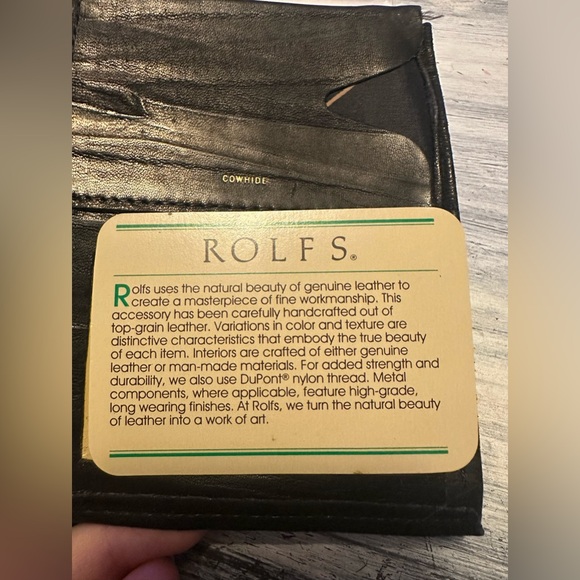 COWHIDE
ROLFS®
Rolfs uses the natural beauty of genuine leather to
create a masterpiece of fine workmanship. This
accessory has been carefully handcrafted out of
top-grain leather. Variations in color and texture are
distinctive characteristics that embody the true beauty
of each item. Interiors are crafted of either genuine
leather or man-made materials. For added strength and
durability, we also use DuPont® nylon thread. Metal
components, where applicable, feature high-grade,
long wearing finishes. At Rolfs, we turn the natural beauty
of leather into a work of art.